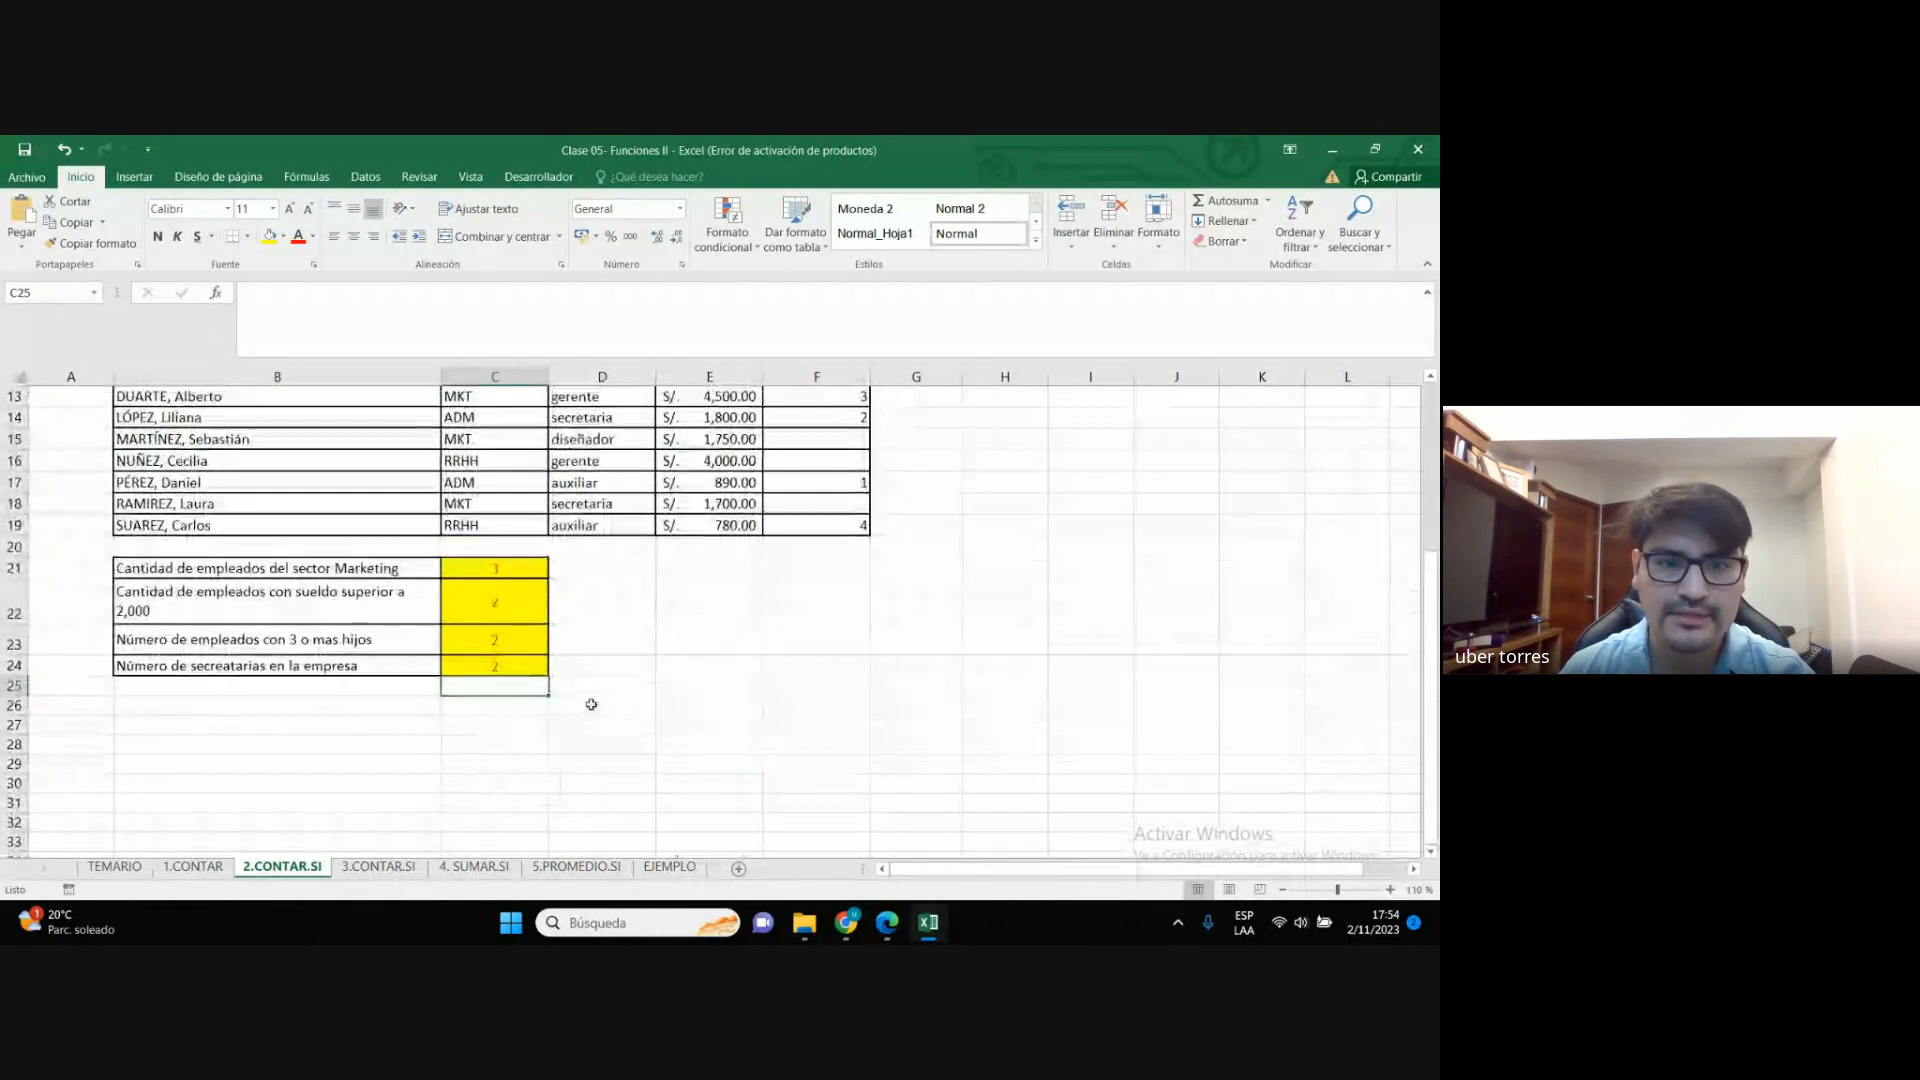 Clase 05- Funciones II - Excel (Error de activación de productos)
Archivo Inicio Insertar Diseño de página Fórmulas Datos Revisar Vista Desarrollador ¿Qué desea hacer? Compartir
Pegar Cortar Copiar Copiar formato
Portapapeles
Calibri 11
N K S
Fuente
Ajustar texto
Combinar y centrar
Alineación
General
% 000
Número
Formato condicional
Dar formato como tabla
Moneda 2 Normal 2
Normal_Hoja1 Normal
Estilos
Insertar Eliminar Formato
Celdas
Autosuma
Rellenar
Borrar
Ordenar y filtrar
Buscar y seleccionar
Modificar
C25 fx
A B C D E F G H I J K L
13 DUARTE, Alberto MKT gerente S/. 4,500.00 3
14 LÓPEZ, Liliana ADM secretaria S/. 1,800.00 2
15 MARTÍNEZ, Sebastián MKT diseñador S/. 1,750.00
16 NUÑEZ, Cecilia RRHH gerente S/. 4,000.00
17 PÉREZ, Daniel ADM auxiliar S/. 890.00 1
18 RAMIREZ, Laura MKT secretaria S/. 1,700.00
19 SUAREZ, Carlos RRHH auxiliar S/. 780.00 4
20
21 Cantidad de empleados del sector Marketing 3
22 Cantidad de empleados con sueldo superior a 2,000 2
23 Número de empleados con 3 o mas hijos 2
24 Número de secreatarias en la empresa 2
25
26
27
28
29
30
31
32
33
Activar Windows
Ve a Configuración para activar Windows.
TEMARIO 1.CONTAR 2.CONTAR.SI 3.CONTAR.SI 4. SUMAR.SI 5.PROMEDIO.SI EJEMPLO
Listo 110 %
20°C
Parc. soleado
Búsqueda
ESP
LAA
17:54
2/11/2023
uber torres